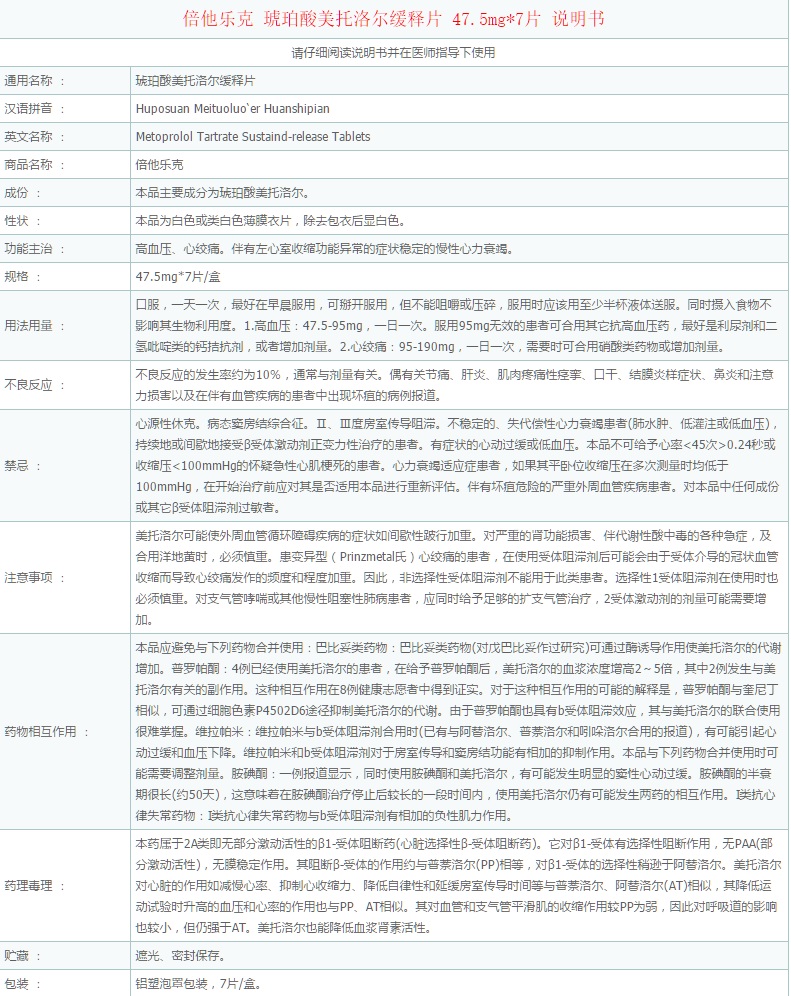 倍他乐克 琥珀酸美托洛尔缓释片 47.5mg*7片 说明书
请仔细阅读说明书并在医师指导下使用
通用名称 : 琥珀酸美托洛尔缓释片
汉语拼音 : Huposuan Meituoluo`er Huanshipian
英文名称 : Metoprolol Tartrate Sustaind-release Tablets
商品名称 : 倍他乐克
成份 : 本品主要成分为琥珀酸美托洛尔。
性状 : 本品为白色或类白色薄膜衣片，除去包衣后显白色。
功能主治 : 高血压、心绞痛。伴有左心室收缩功能异常的症状稳定的慢性心力衰竭。
规格 : 47.5mg*7片/盒
用法用量 :
口服，一天一次，最好在早晨服用，可掰开服用，但不能咀嚼或压碎，服用时应该用至少半杯液体送服。同时摄入食物不
影响其生物利用度。1.高血压：47.5-95mg，一日一次。服用95mg无效的患者可合用其它抗高血压药，最好是利尿剂和二
氢吡啶类的钙拮抗剂，或者增加剂量。2.心绞痛：95-190mg，一日一次，需要时可合用硝酸类药物或增加剂量。
不良反应 :
不良反应的发生率约为10%，通常与剂量有关。偶有关节痛、肝炎、肌肉疼痛性痉挛、口干、结膜炎样症状、鼻炎和注意
力损害以及在伴有血管疾病的患者中出现坏疽的病例报道。
禁忌 :
心源性休克。病态窦房结综合征。Ⅱ、Ⅲ度房室传导阻滞。不稳定的、失代偿性心力衰竭患者(肺水肿、低灌注或低血压)，
持续地或间歇地接受β受体激动剂正变力性治疗的患者。有症状的心动过缓或低血压。本品不可给予心率<45次>0.24秒或
收缩压<100mmHg的怀疑急性心肌梗死的患者。心力衰竭适应症患者，如果其平卧位收缩压在多次测量时均低于
100mmHg，在开始治疗前应对其是否适用本品进行重新评估。伴有坏疽危险的严重外周血管疾病患者。对本品中任何成份
或其它β受体阻滞剂过敏者。
注意事项 :
美托洛尔可能使外周血管循环障碍疾病的症状如间歇性跛行加重。对严重的肾功能损害、伴代谢性酸中毒的各种急症，及
合用洋地黄时，必须慎重。患变异型（Prinzmetal氏）心绞痛的患者，在使用受体阻滞剂后可能会由于受体介导的冠状血管
收缩而导致心绞痛发作的频度和程度加重。因此，非选择性受体阻滞剂不能用于此类患者。选择性1受体阻滞剂在使用时也
必须慎重。对支气管哮喘或其他慢性阻塞性肺病患者，应同时给予足够的扩支气管治疗，2受体激动剂的剂量可能需要增
加。
药物相互作用 :
本品应避免与下列药物合并使用：巴比妥类药物：巴比妥类药物(对戊巴比妥作过研究)可通过酶诱导作用使美托洛尔的代谢
增加。普罗帕酮：4例已经使用美托洛尔的患者，在给予普罗帕酮后，美托洛尔的血浆浓度增高2～5倍，其中2例发生与美
托洛尔有关的副作用。这种相互作用在8例健康志愿者中得到证实。对于这种相互作用的可能的解释是，普罗帕酮与奎尼丁
相似，可通过细胞色素P4502D6途径抑制美托洛尔的代谢。由于普罗帕酮也具有b受体阻滞效应，其与美托洛尔的联合使用
很难掌握。维拉帕米：维拉帕米与b受体阻滞剂合用时(已有与阿替洛尔、普萘洛尔和吲哚洛尔合用的报道)，有可能引起心
动过缓和血压下降。维拉帕米和b受体阻滞剂对于房室传导和窦房结功能有相加的抑制作用。本品与下列药物合并使用时可
能需要调整剂量。胺碘酮：一例报道显示，同时使用胺碘酮和美托洛尔，有可能发生明显的窦性心动过缓。胺碘酮的半衰
期很长(约50天)，这意味着在胺碘酮治疗停止后较长的一段时间内，使用美托洛尔仍有可能发生两药的相互作用。I类抗心
律失常药物：I类抗心律失常药物与b受体阻滞剂有相加的负性肌力作用。
药理毒理 :
本药属于2A类即无部分激动活性的β1-受体阻断药(心脏选择性β-受体阻断药)。它对β1-受体有选择性阻断作用，无PAA(部
分激动活性)，无膜稳定作用。其阻断β-受体的作用约与普萘洛尔(PP)相等，对β1-受体的选择性稍逊于阿替洛尔。美托洛尔
对心脏的作用如减慢心率、抑制心收缩力、降低自律性和延缓房室传导时间等与普萘洛尔、阿替洛尔(AT)相似，其降低运
动试验时升高的血压和心率的作用也与PP、AT相似。其对血管和支气管平滑肌的收缩作用较PP为弱，因此对呼吸道的影响
也较小，但仍强于AT。美托洛尔也能降低血浆肾素活性。
贮藏 : 遮光、密封保存。
包装 : 铝塑泡罩包装，7片/盒。